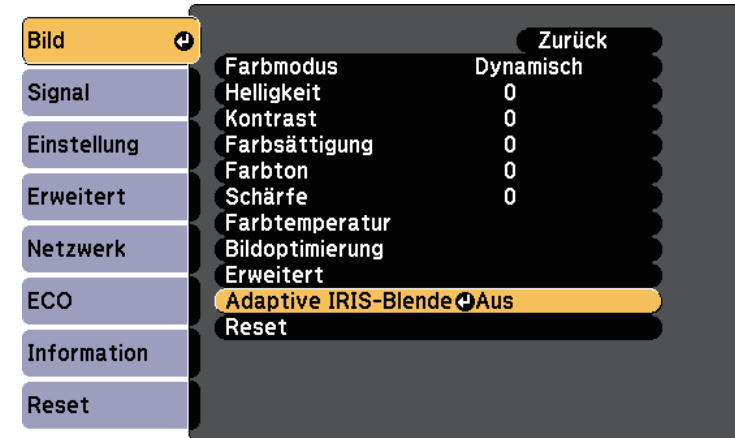 Bild
Signal
Einstellung
Erweitert
Netzwerk
ECO
Information
Reset
Zurück
Farbmodus Dynamisch
Helligkeit 0
Kontrast 0
Farbsättigung 0
Farbton 0
Schärfe 0
Farbtemperatur
Bildoptimierung
Erweitert
Adaptive IRIS-Blende Aus
Reset